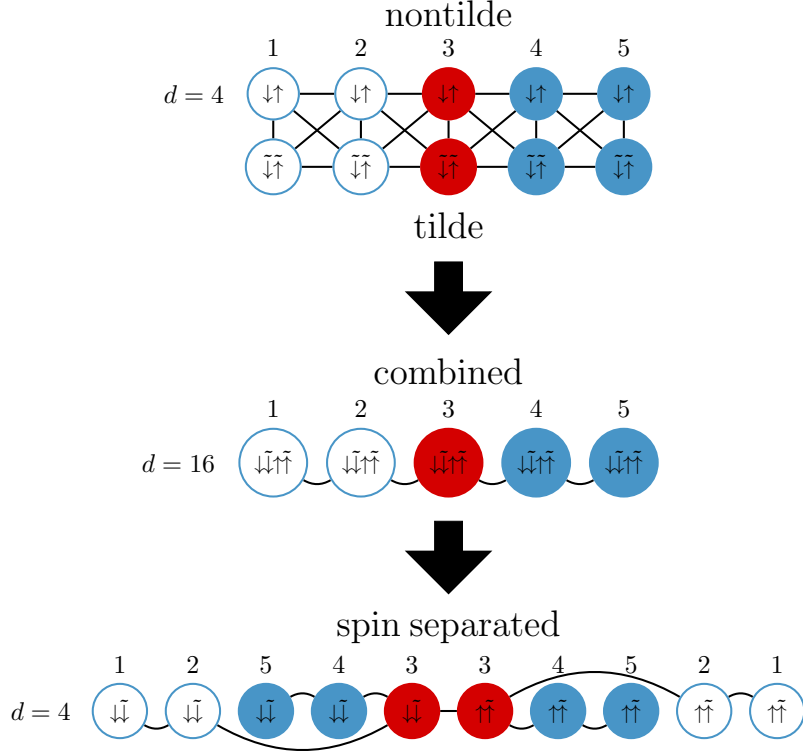 nontilde
1 2 3 4 5
d = 4 ↓↑ ↓↑ ↓↑ ↓↑ ↓↑
↓̃↑̃ ↓̃↑̃ ↓̃↑̃ ↓̃↑̃ ↓̃↑̃
tilde
combined
1 2 3 4 5
d = 16 ↓↓̃↑↑̃ ↓↓̃↑↑̃ ↓↓̃↑↑̃ ↓↓̃↑↑̃ ↓↓̃↑↑̃
spin separated
1 2 5 4 3 3 4 5 2 1
d = 4 ↓↓̃ ↓↓̃ ↓↓̃ ↓↓̃ ↓↓̃ ↑↑̃ ↑↑̃ ↑↑̃ ↑↑̃ ↑↑̃